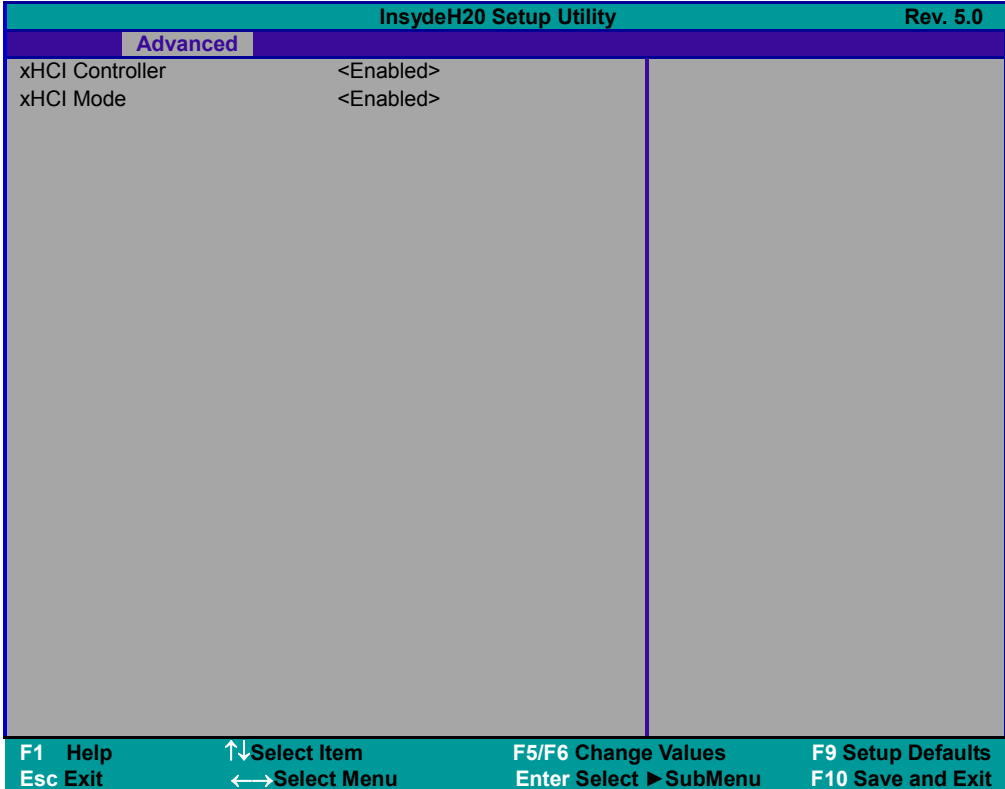 InsydeH20 Setup Utility Rev. 5.0
Advanced
xHCI Controller <Enabled>
xHCI Mode <Enabled>
F1 Help ↑↓Select Item F5/F6 Change Values F9 Setup Defaults
Esc Exit ←→Select Menu Enter Select ►SubMenu F10 Save and Exit